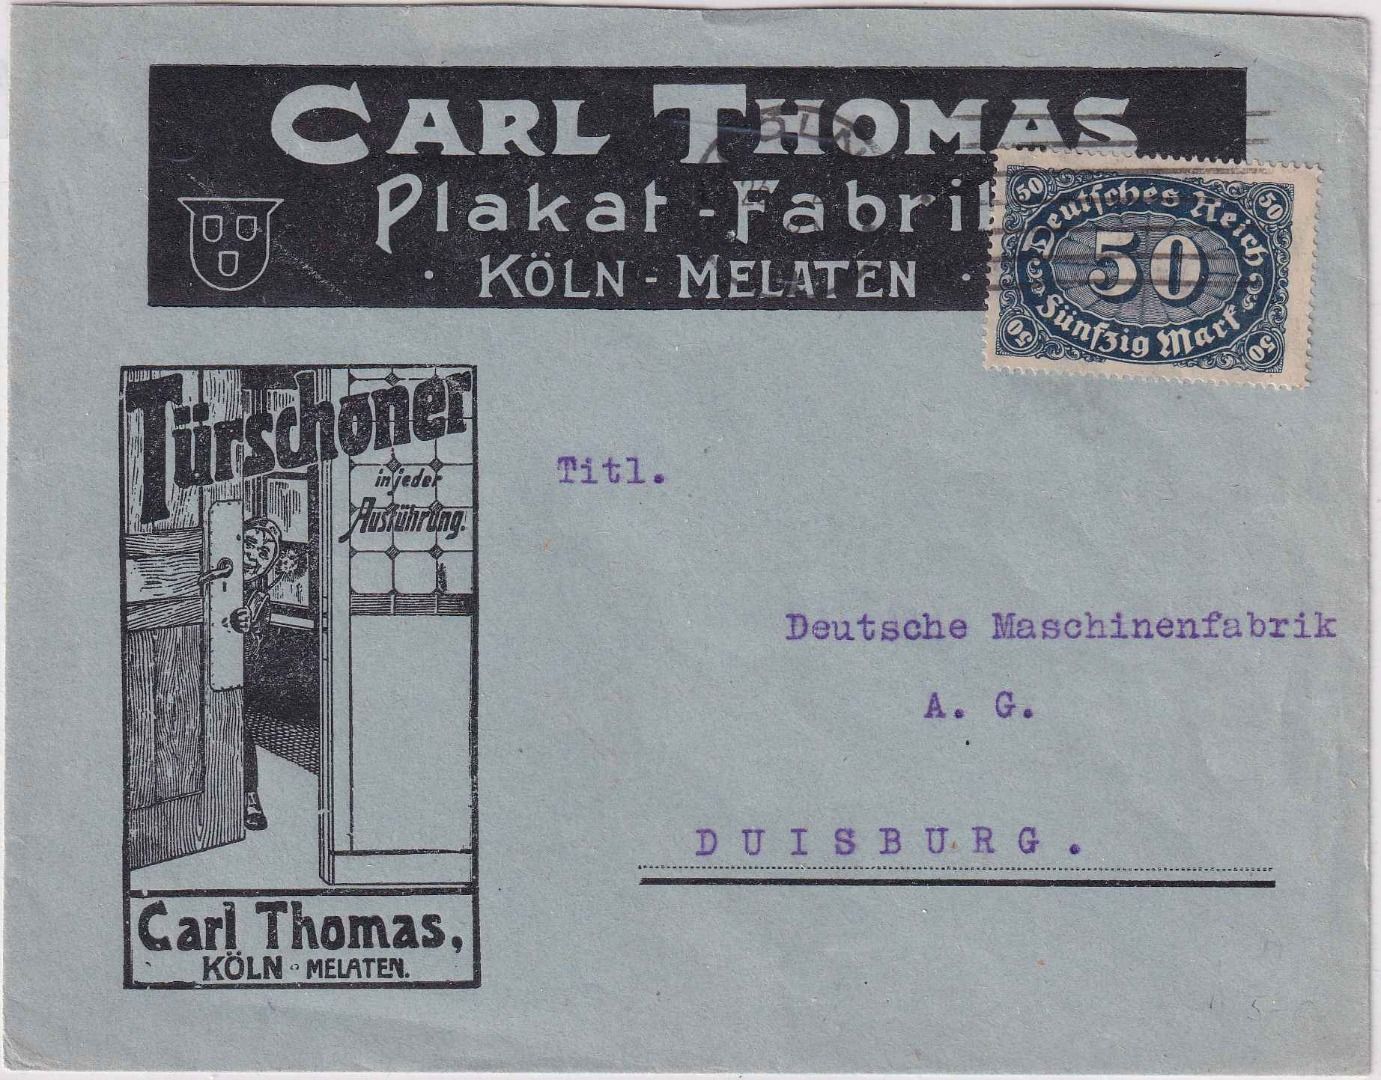 CARL THOMAS
Plakat-Fabrik
· KÖLN - MELATEN ·
50 50
Deutsches Reich
50
Fünfzig Mark
50 50
Türschoner
in jeder
Ausführung.
Titl.
Deutsche Maschinenfabrik
A. G.
DUISBURG.
Carl Thomas,
KÖLN - MELATEN.